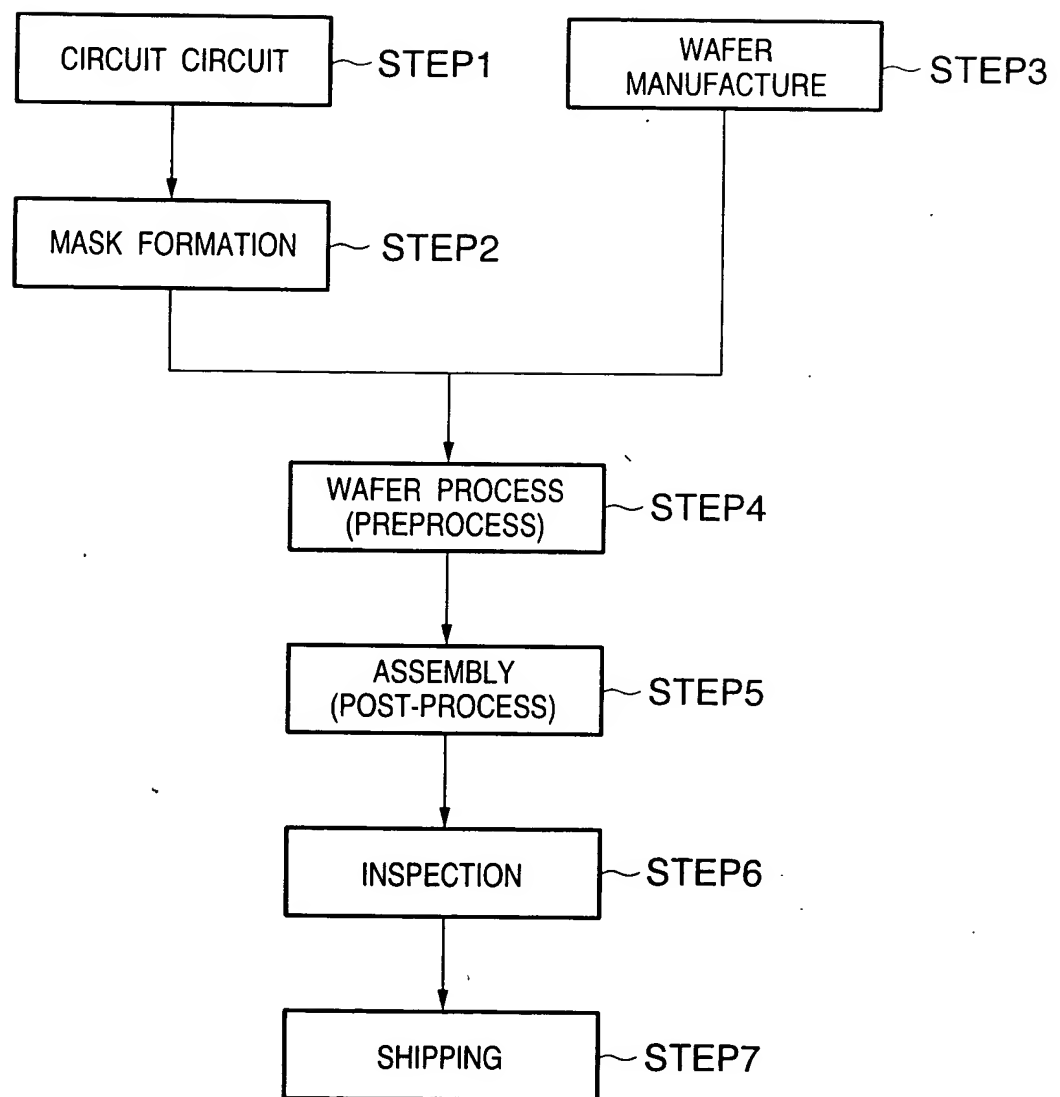 CIRCUIT CIRCUIT
STEP1
WAFER
MANUFACTURE
STEP3
MASK FORMATION
STEP2
WAFER PROCESS
(PREPROCESS)
STEP4
ASSEMBLY
(POST-PROCESS)
STEP5
INSPECTION
STEP6
SHIPPING
STEP7